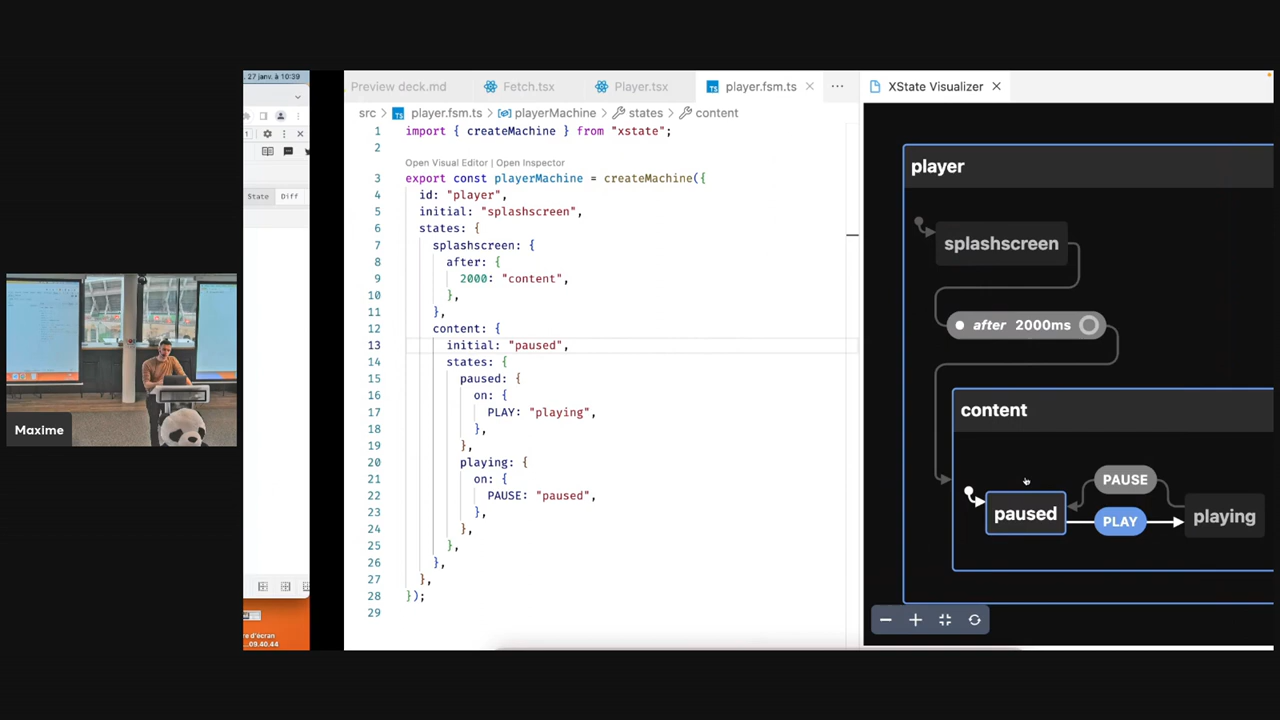 Maxime
27 janv. à 10:39
State Diff
e d'écran
...09.40.44
Preview deck.md
Fetch.tsx
Player.tsx
player.fsm.ts
src > player.fsm.ts > playerMachine > states > content
1 import { createMachine } from "xstate";
2
Open Visual Editor | Open Inspector
3 export const playerMachine = createMachine({
4 id: "player",
5 initial: "splashscreen",
6 states: {
7 splashscreen: {
8 after: {
9 2000: "content",
10 },
11 },
12 content: {
13 initial: "paused",
14 states: {
15 paused: {
16 on: {
17 PLAY: "playing",
18 },
19 },
20 playing: {
21 on: {
22 PAUSE: "paused",
23 },
24 },
25 },
26 },
27 },
28 });
29
XState Visualizer
player
splashscreen
after 2000ms
content
PAUSE
paused
PLAY
playing